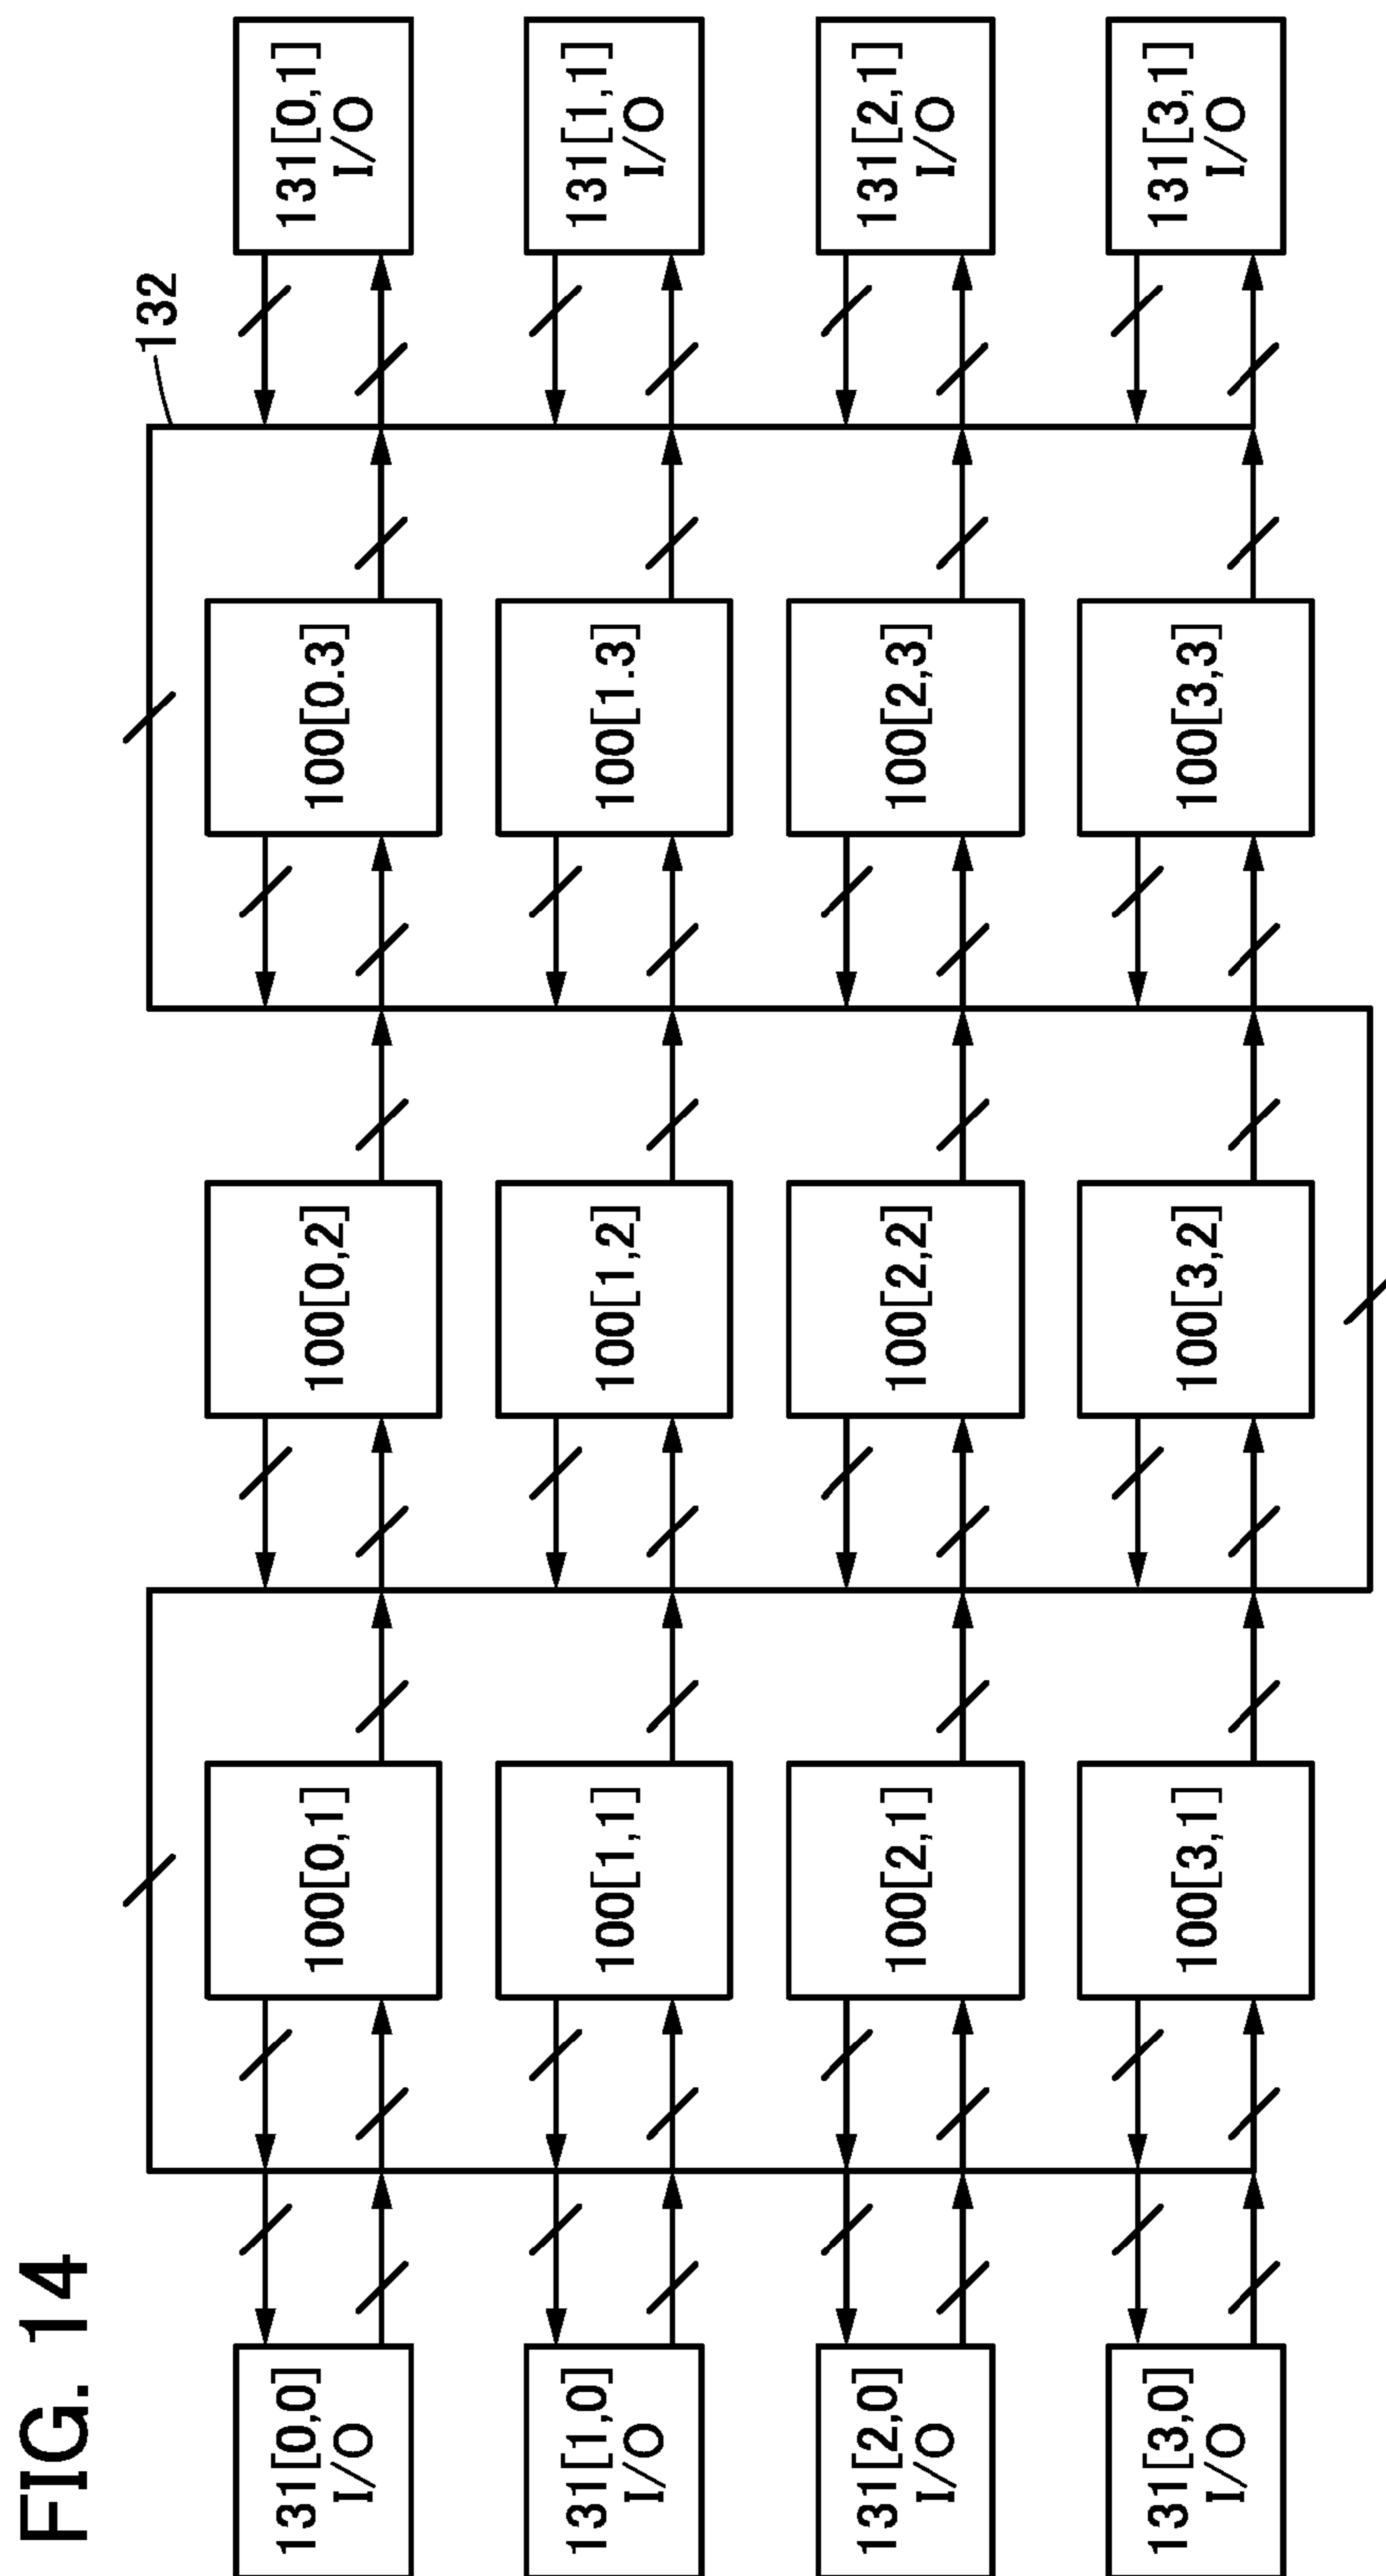 FIG. 14
132
131[0,0]
I/O
100[0,1]
100[0,2]
100[0.3]
131[0,1]
I/O
131[1,0]
I/O
100[1,1]
100[1,2]
100[1.3]
131[1,1]
I/O
131[2,0]
I/O
100[2,1]
100[2,2]
100[2,3]
131[2,1]
I/O
131[3,0]
I/O
100[3,1]
100[3,2]
100[3,3]
131[3,1]
I/O